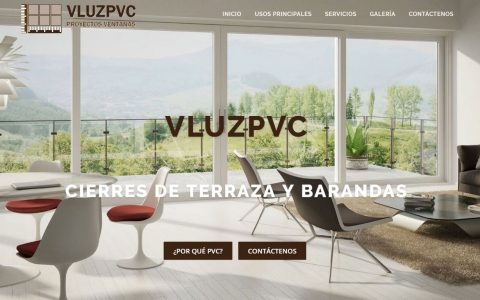 VLUZPVC
PROYECTOS VENTANAS
INICIO USOS PRINCIPALES SERVICIOS GALERÍA CONTÁCTENOS
VLUZPVC
CIERRES DE TERRAZA Y BARANDAS
¿POR QUÉ PVC? CONTÁCTENOS